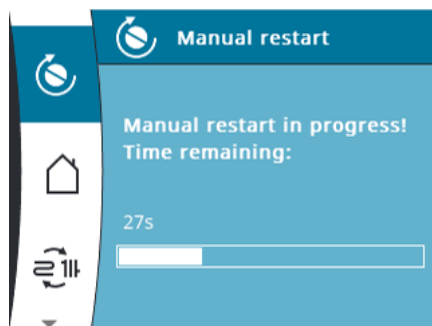 Manual restart
Manual restart in progress!
Time remaining:
27s